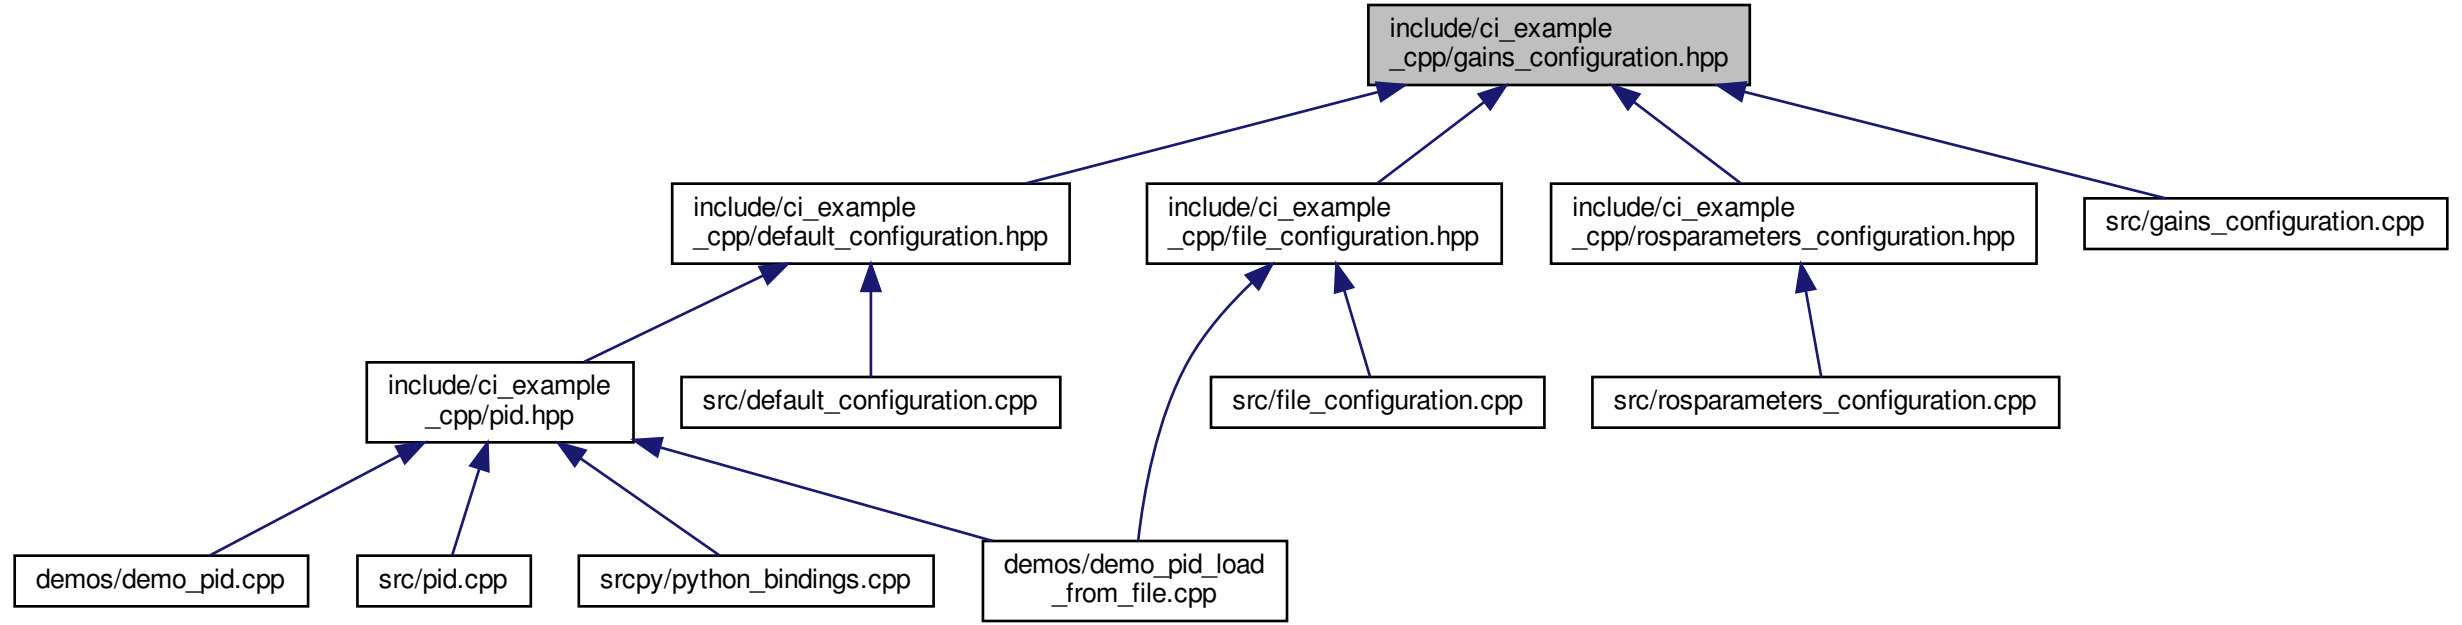 include/ci_example
_cpp/gains_configuration.hpp
include/ci_example
_cpp/default_configuration.hpp
include/ci_example
_cpp/file_configuration.hpp
include/ci_example
_cpp/rosparameters_configuration.hpp
src/gains_configuration.cpp
include/ci_example
_cpp/pid.hpp
src/default_configuration.cpp
src/file_configuration.cpp
src/rosparameters_configuration.cpp
demos/demo_pid.cpp
src/pid.cpp
srcpy/python_bindings.cpp
demos/demo_pid_load
_from_file.cpp